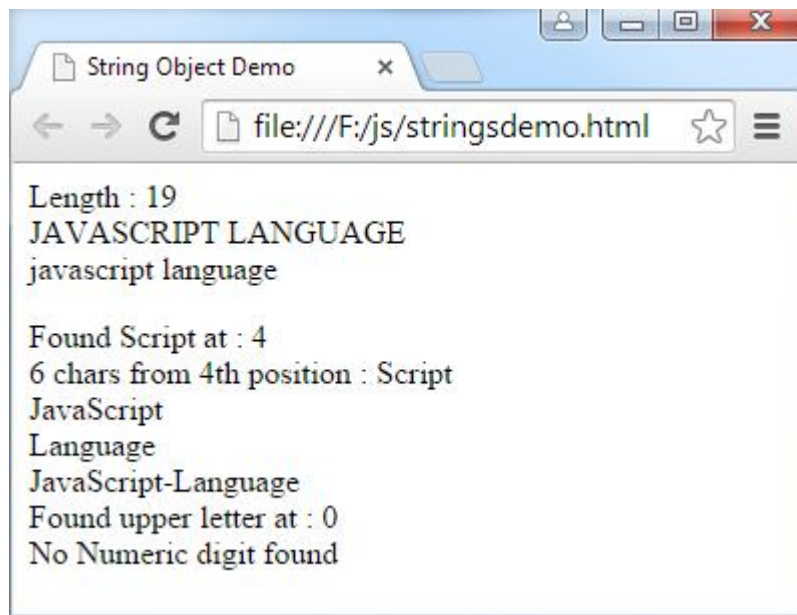 String Object Demo
file:///F:/js/stringsdemo.html
Length : 19
JAVASCRIPT LANGUAGE
javascript language
Found Script at : 4
6 chars from 4th position : Script
JavaScript
Language
JavaScript-Language
Found upper letter at : 0
No Numeric digit found